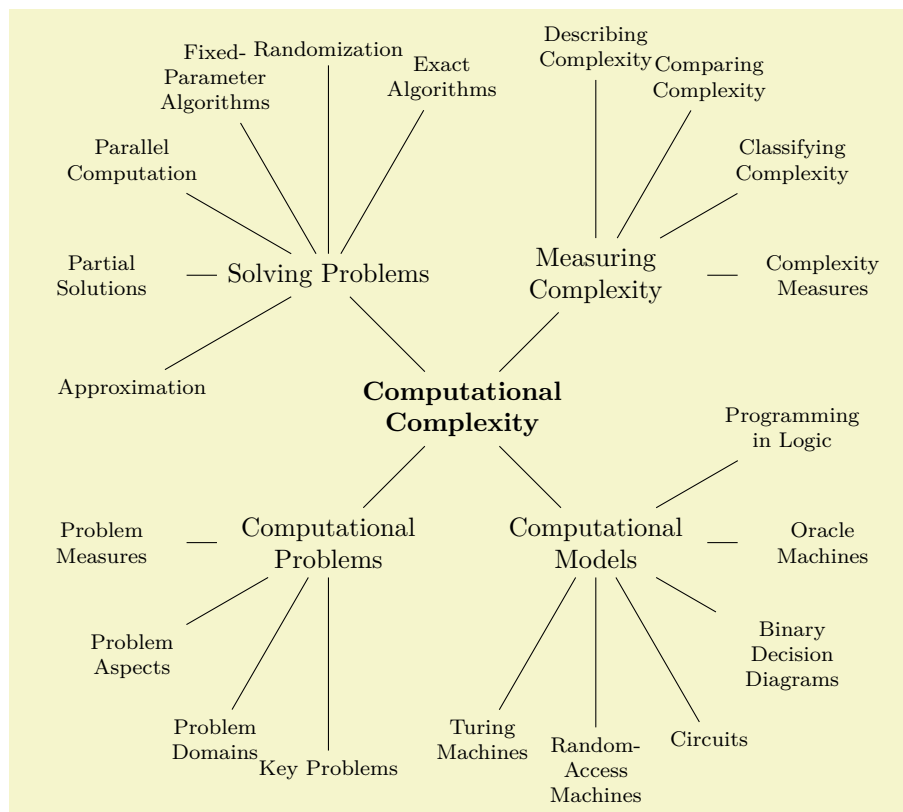 Fixed-
Parameter
Algorithms
Randomization
Exact
Algorithms
Parallel
Computation
Partial
Solutions
Solving Problems
Approximation
Describing
Complexity
Comparing
Complexity
Classifying
Complexity
Measuring
Complexity
Complexity
Measures
Computational
Complexity
Problem
Measures
Computational
Problems
Problem
Aspects
Problem
Domains
Key Problems
Programming
in Logic
Computational
Models
Oracle
Machines
Binary
Decision
Diagrams
Turing
Machines
Random-
Access
Machines
Circuits